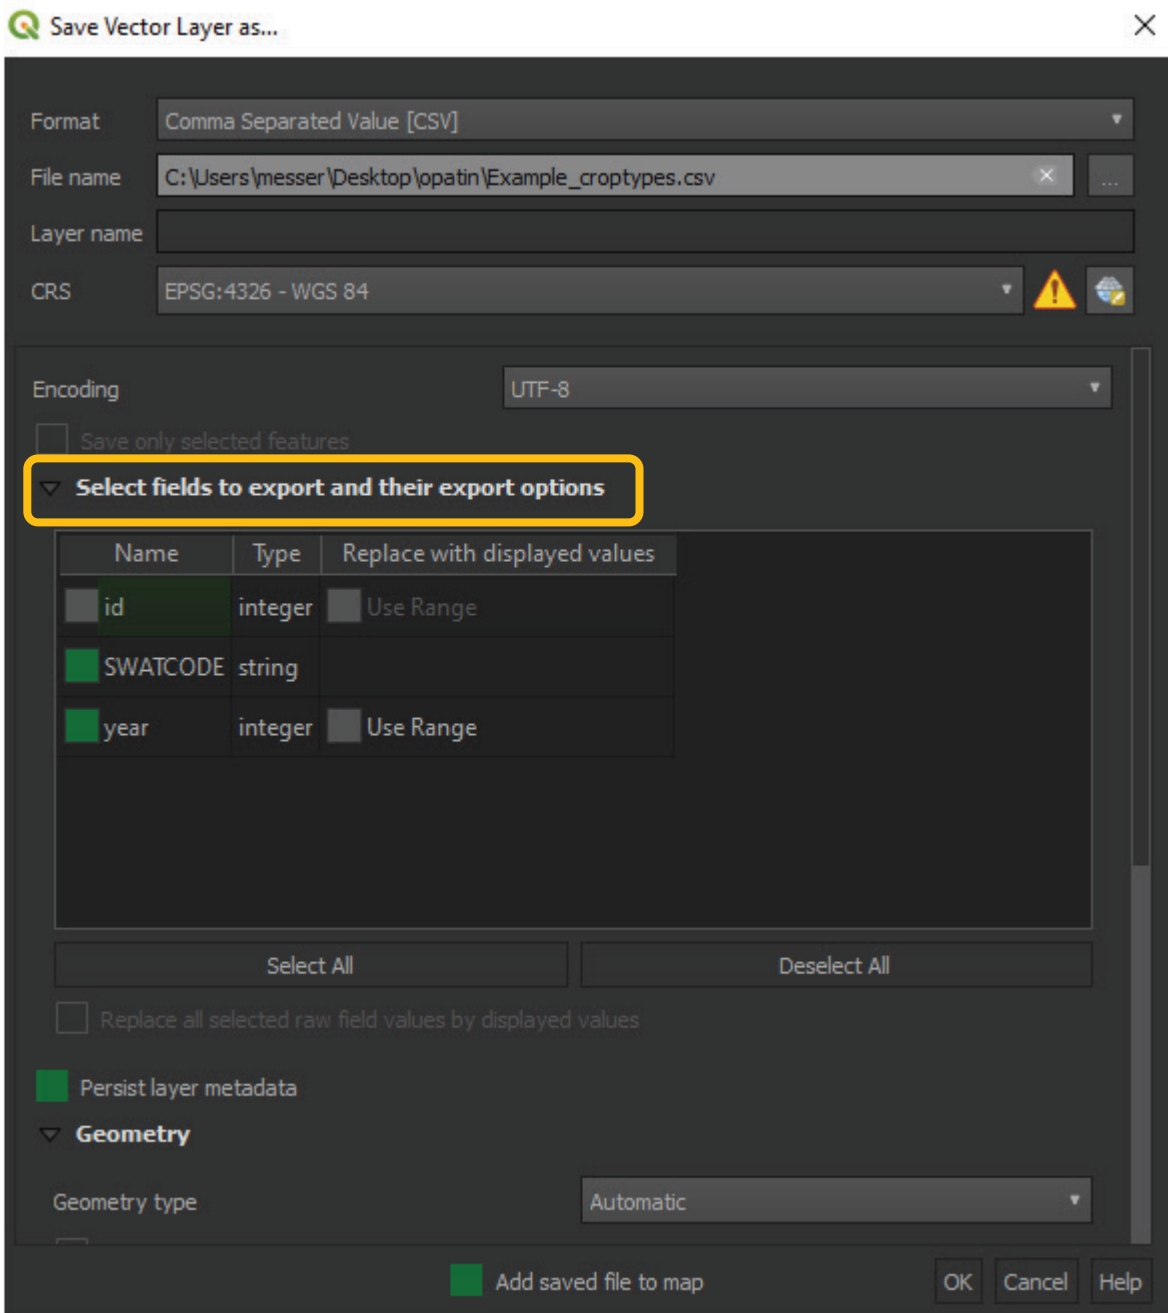 Save Vector Layer as...
Format Comma Separated Value [CSV]
File name C:\Users\messer\Desktop\opatin\Example_croptypes.csv ...
Layer name
CRS EPSG:4326 - WGS 84
Encoding UTF-8
Save only selected features
Select fields to export and their export options
Name Type Replace with displayed values
id integer Use Range
SWATCODE string
year integer Use Range
Select All Deselect All
Replace all selected raw field values by displayed values
Persist layer metadata
Geometry
Geometry type Automatic
Add saved file to map OK Cancel Help